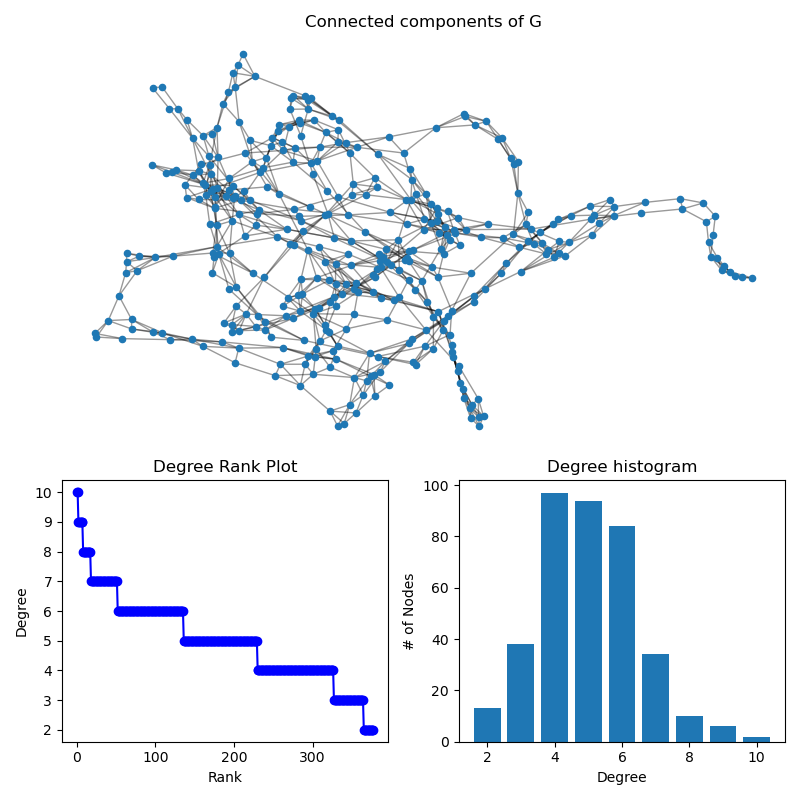 Connected components of G
Degree Rank Plot
10
9
8
7
6
5
4
3
2
Degree
0 100 200 300
Rank
Degree histogram
100
80
60
40
20
0
# of Nodes
2 4 6 8 10
Degree